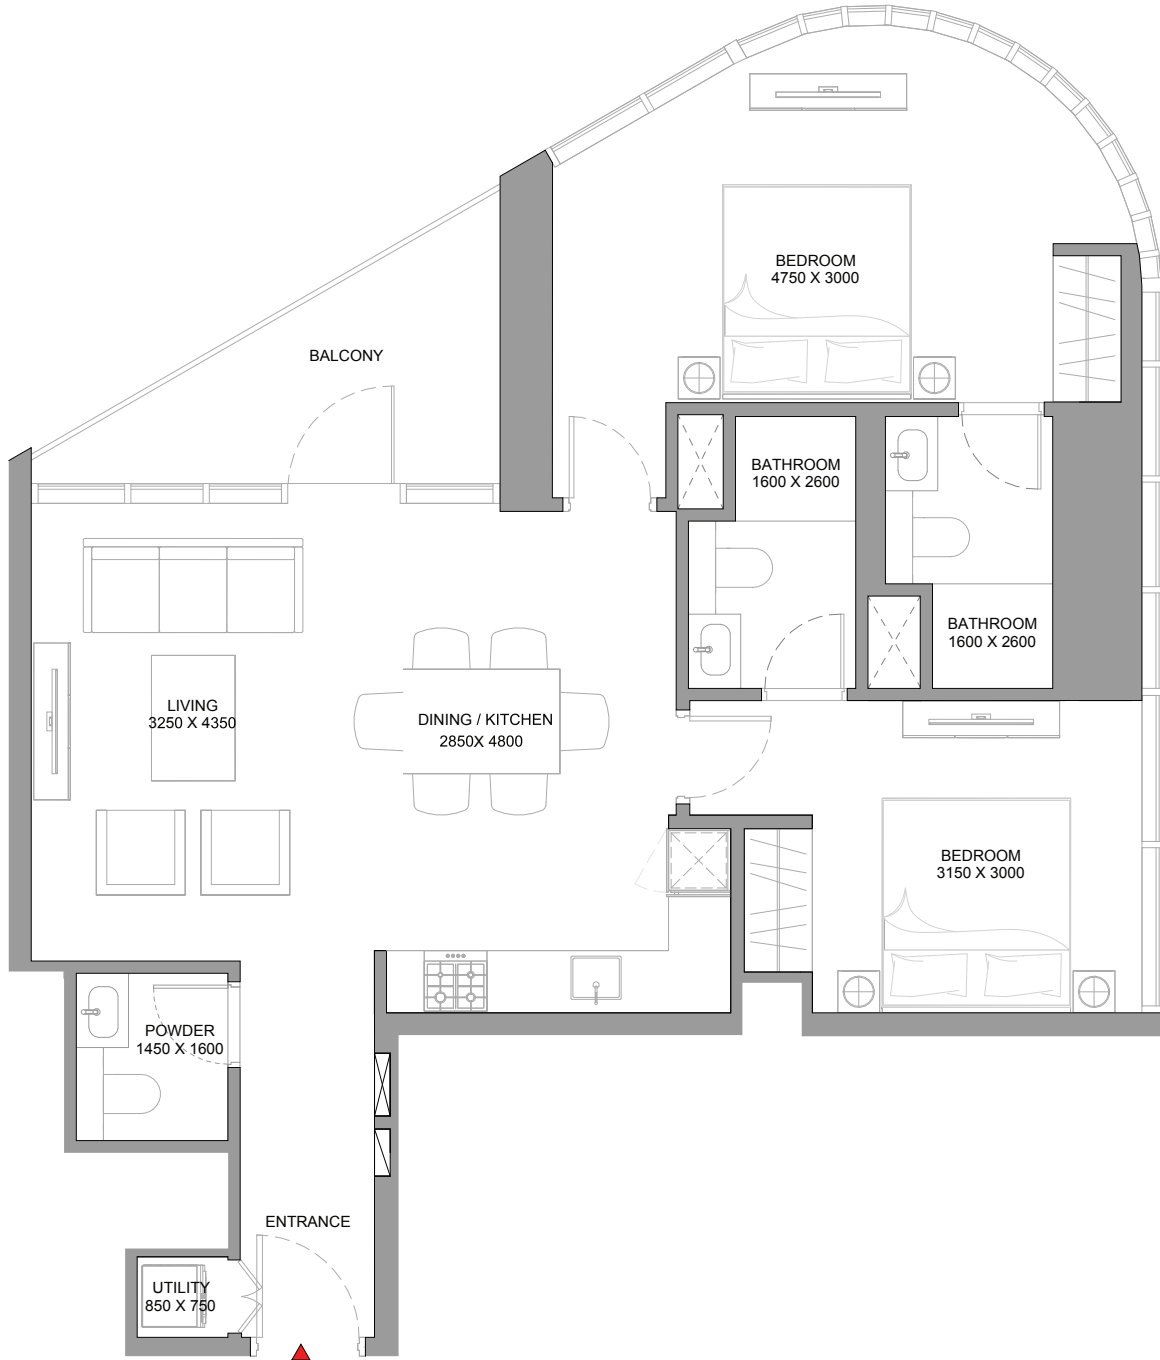 BEDROOM
4750 X 3000
BALCONY
BATHROOM
1600 X 2600
BATHROOM
1600 X 2600
LIVING
3250 X 4350
DINING / KITCHEN
2850X 4800
BEDROOM
3150 X 3000
POWDER
1450 X 1600
ENTRANCE
UTILITY
850 X 750